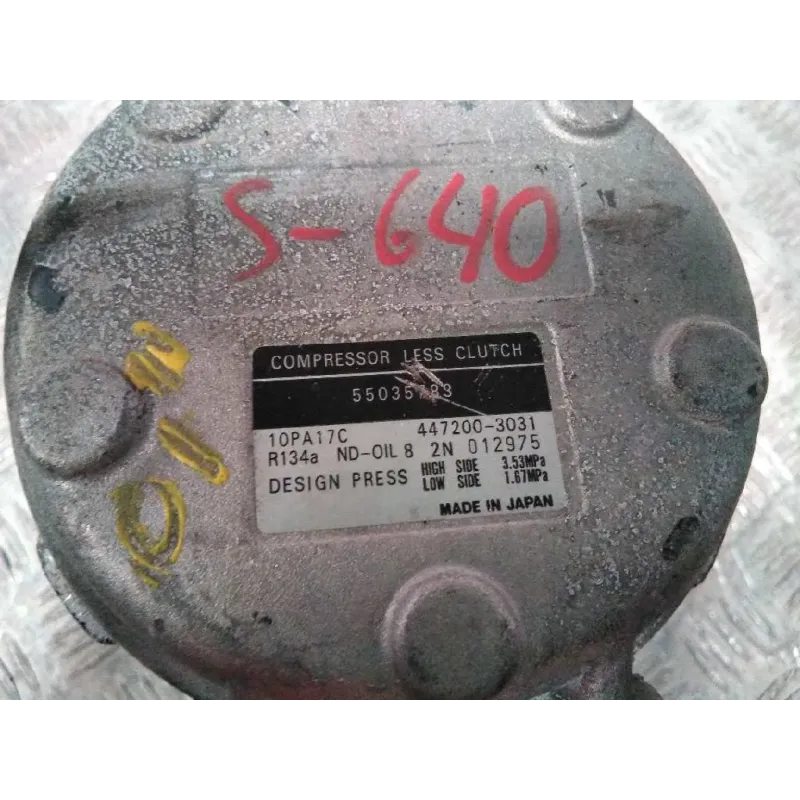 S-640
COMPRESSOR LESS CLUTCH
10PA17C 447200-3031
R134a ND-OIL 8 2N 012975
DESIGN PRESS HIGH SIDE 3.53MPa
LOW SIDE 1.67MPa
MADE IN JAPAN